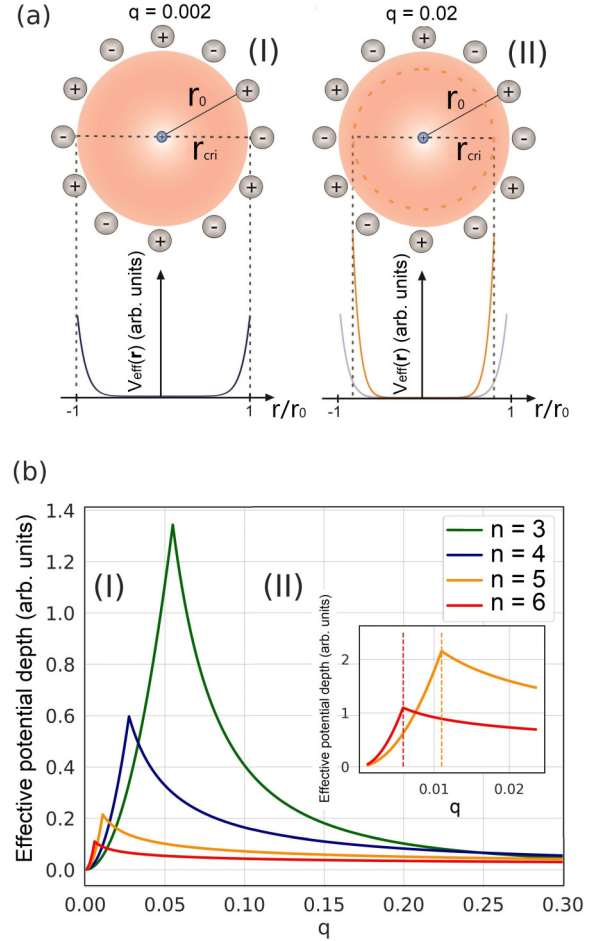 (a)
q = 0.002
q = 0.02
(I)
(II)
+
-
-
+
+
-
-
+
+
-
-
+
+
r0
rcri
+
-
-
+
+
-
-
+
+
-
-
+
+
r0
rcri
Veff(r) (arb. units)
-1
1
r/r0
Veff(r) (arb. units)
-1
1
r/r0
(b)
Effective potential depth (arb. units)
1.4
1.2
1.0
0.8
0.6
0.4
0.2
0.0
(I)
(II)
n = 3
n = 4
n = 5
n = 6
Effective potential depth (arb. units)
2
1
0
0.01
0.02
q
0.00
0.05
0.10
0.15
0.20
0.25
0.30
q